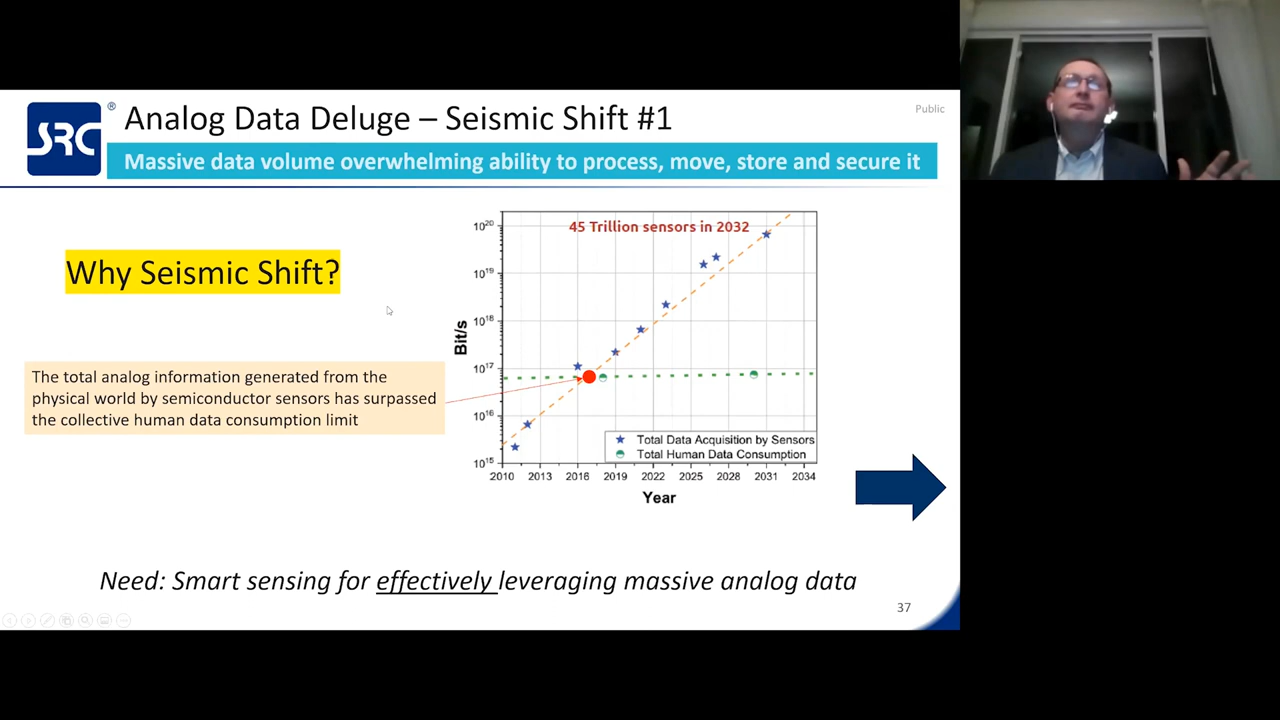 SRC
®
Analog Data Deluge – Seismic Shift #1
Public
Massive data volume overwhelming ability to process, move, store and secure it
Why Seismic Shift?
The total analog information generated from the
physical world by semiconductor sensors has surpassed
the collective human data consumption limit
45 Trillion sensors in 2032
Bit/s
10²⁰
10¹⁹
10¹⁸
10¹⁷
10¹⁶
10¹⁵
Total Data Acquisition by Sensors
Total Human Data Consumption
2010 2013 2016 2019 2022 2025 2028 2031 2034
Year
Need: Smart sensing for effectively leveraging massive analog data
37